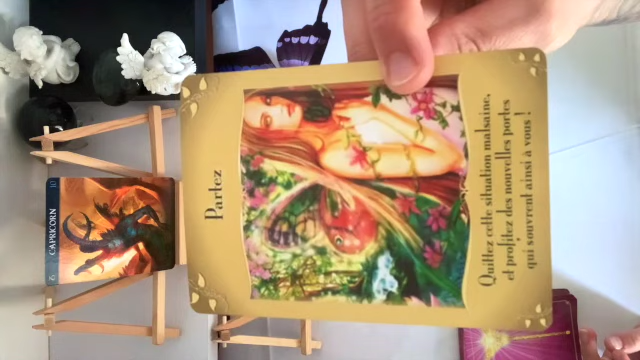 Partez
Quittez cette situation malsaine,
et profitez des nouvelles portes
qui s'ouvrent ainsi à vous !
CAPRICORN
10